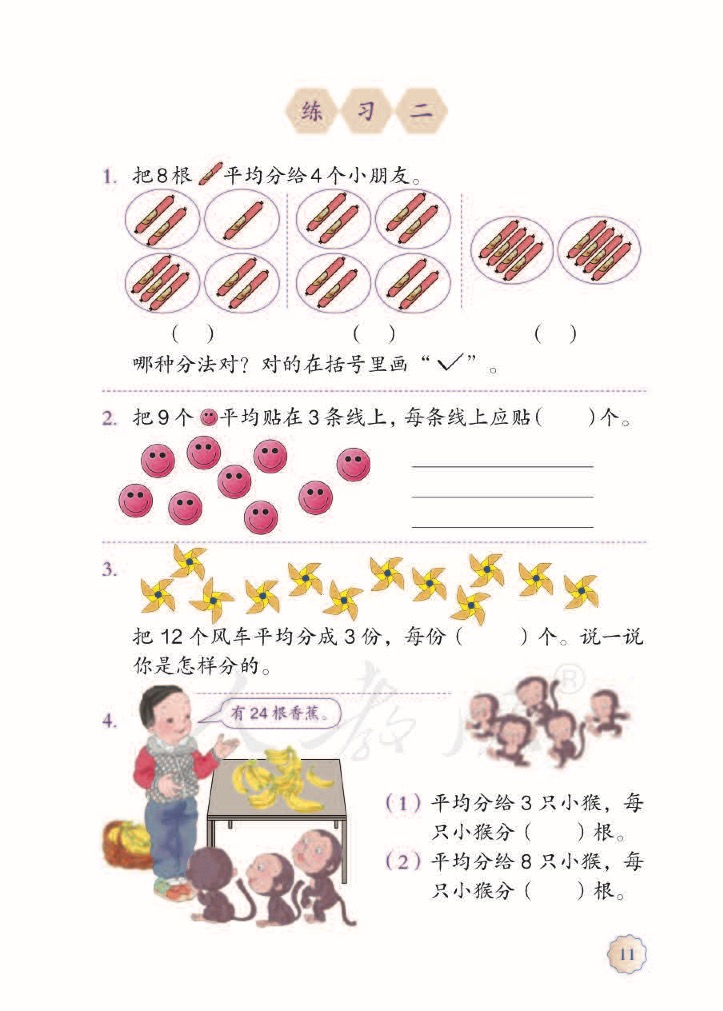 练习二
1. 把8根 平均分给4个小朋友。
( ) ( ) ( )
哪种分法对？对的在括号里画“✓”。
2. 把9个 平均贴在3条线上，每条线上应贴( )个。
3.
把 12 个风车平均分成 3 份，每份( )个。说一说
你是怎样分的。
人教版®
4.
有24根香蕉。
(1) 平均分给 3 只小猴，每
只小猴分( )根。
(2) 平均分给 8 只小猴，每
只小猴分( )根。
11